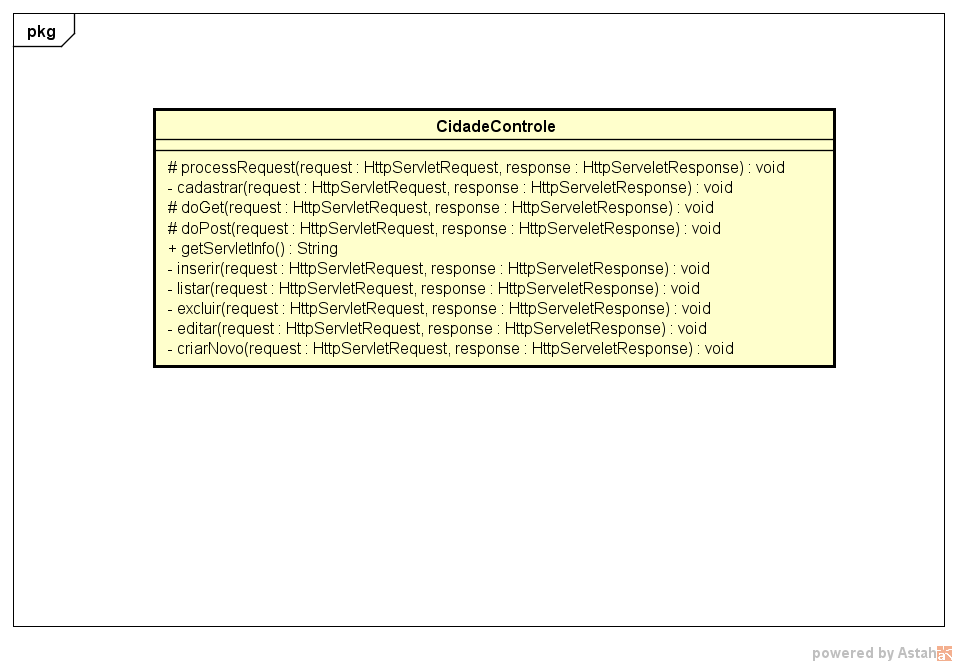 pkg
CidadeControle
# processRequest(request : HttpServletRequest, response : HttpServeletResponse) : void
- cadastrar(request : HttpServletRequest, response : HttpServeletResponse) : void
# doGet(request : HttpServletRequest, response : HttpServeletResponse) : void
# doPost(request : HttpServletRequest, response : HttpServeletResponse) : void
+ getServletInfo() : String
- inserir(request : HttpServletRequest, response : HttpServeletResponse) : void
- listar(request : HttpServletRequest, response : HttpServeletResponse) : void
- excluir(request : HttpServletRequest, response : HttpServeletResponse) : void
- editar(request : HttpServletRequest, response : HttpServeletResponse) : void
- criarNovo(request : HttpServletRequest, response : HttpServeletResponse) : void
powered by Astah